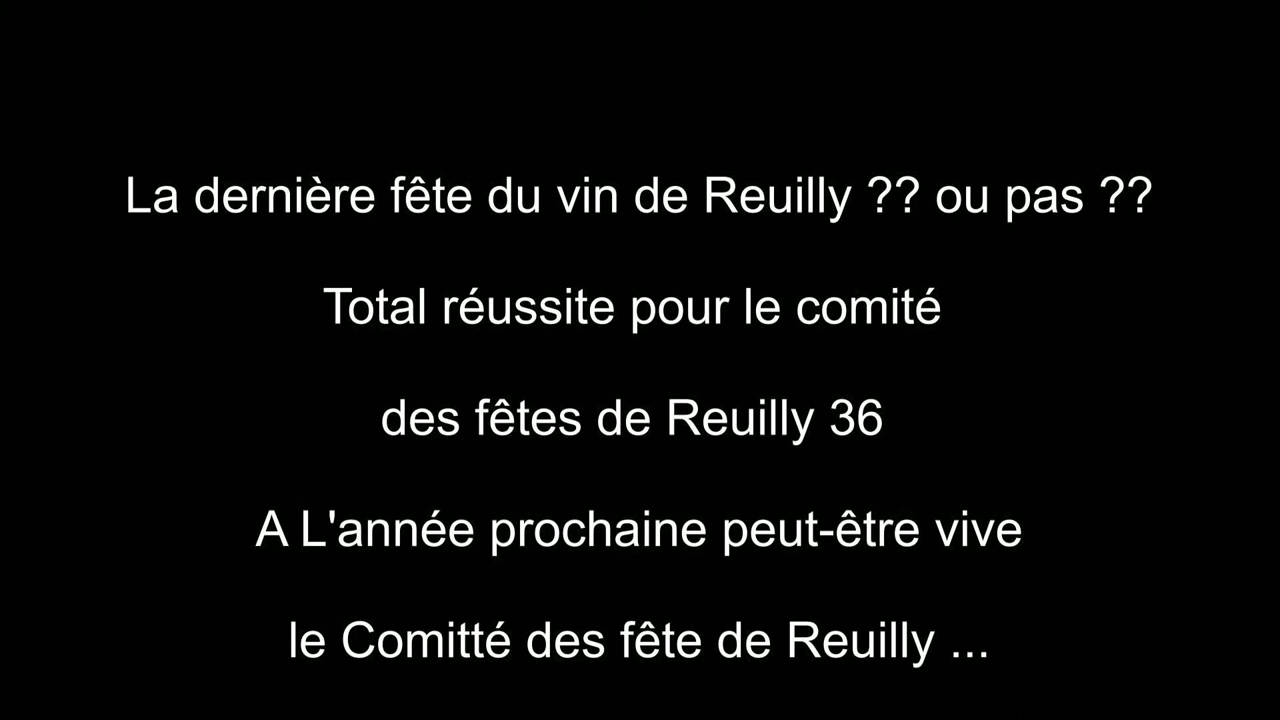 La dernière fête du vin de Reuilly ?? ou pas ??
Total réussite pour le comité
des fêtes de Reuilly 36
A L'année prochaine peut-être vive
le Comitté des fête de Reuilly ...